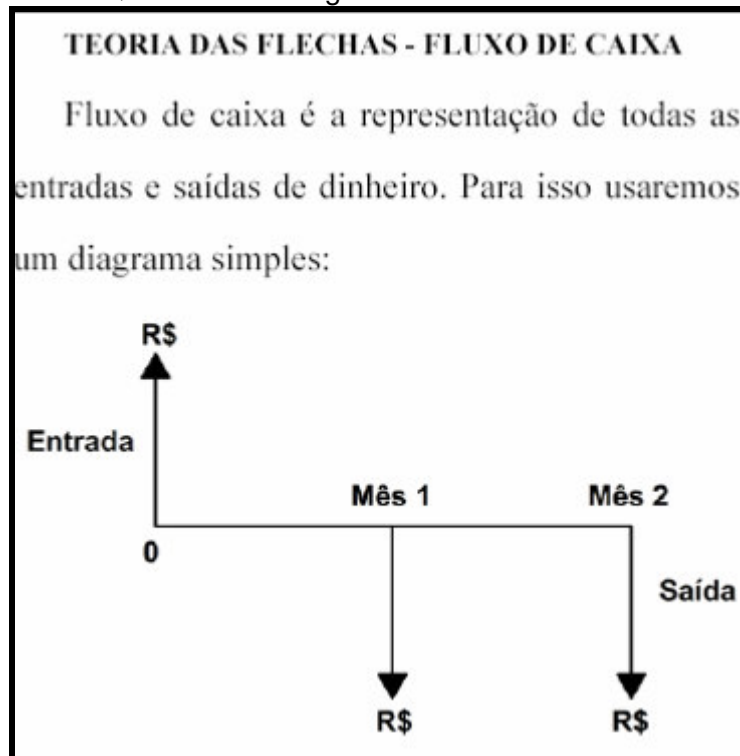 TEORIA DAS FLECHAS - FLUXO DE CAIXA
Fluxo de caixa é a representação de todas as
entradas e saídas de dinheiro. Para isso usaremos
um diagrama simples:
R$
Entrada
Mês 1
Mês 2
0
Saída
R$
R$